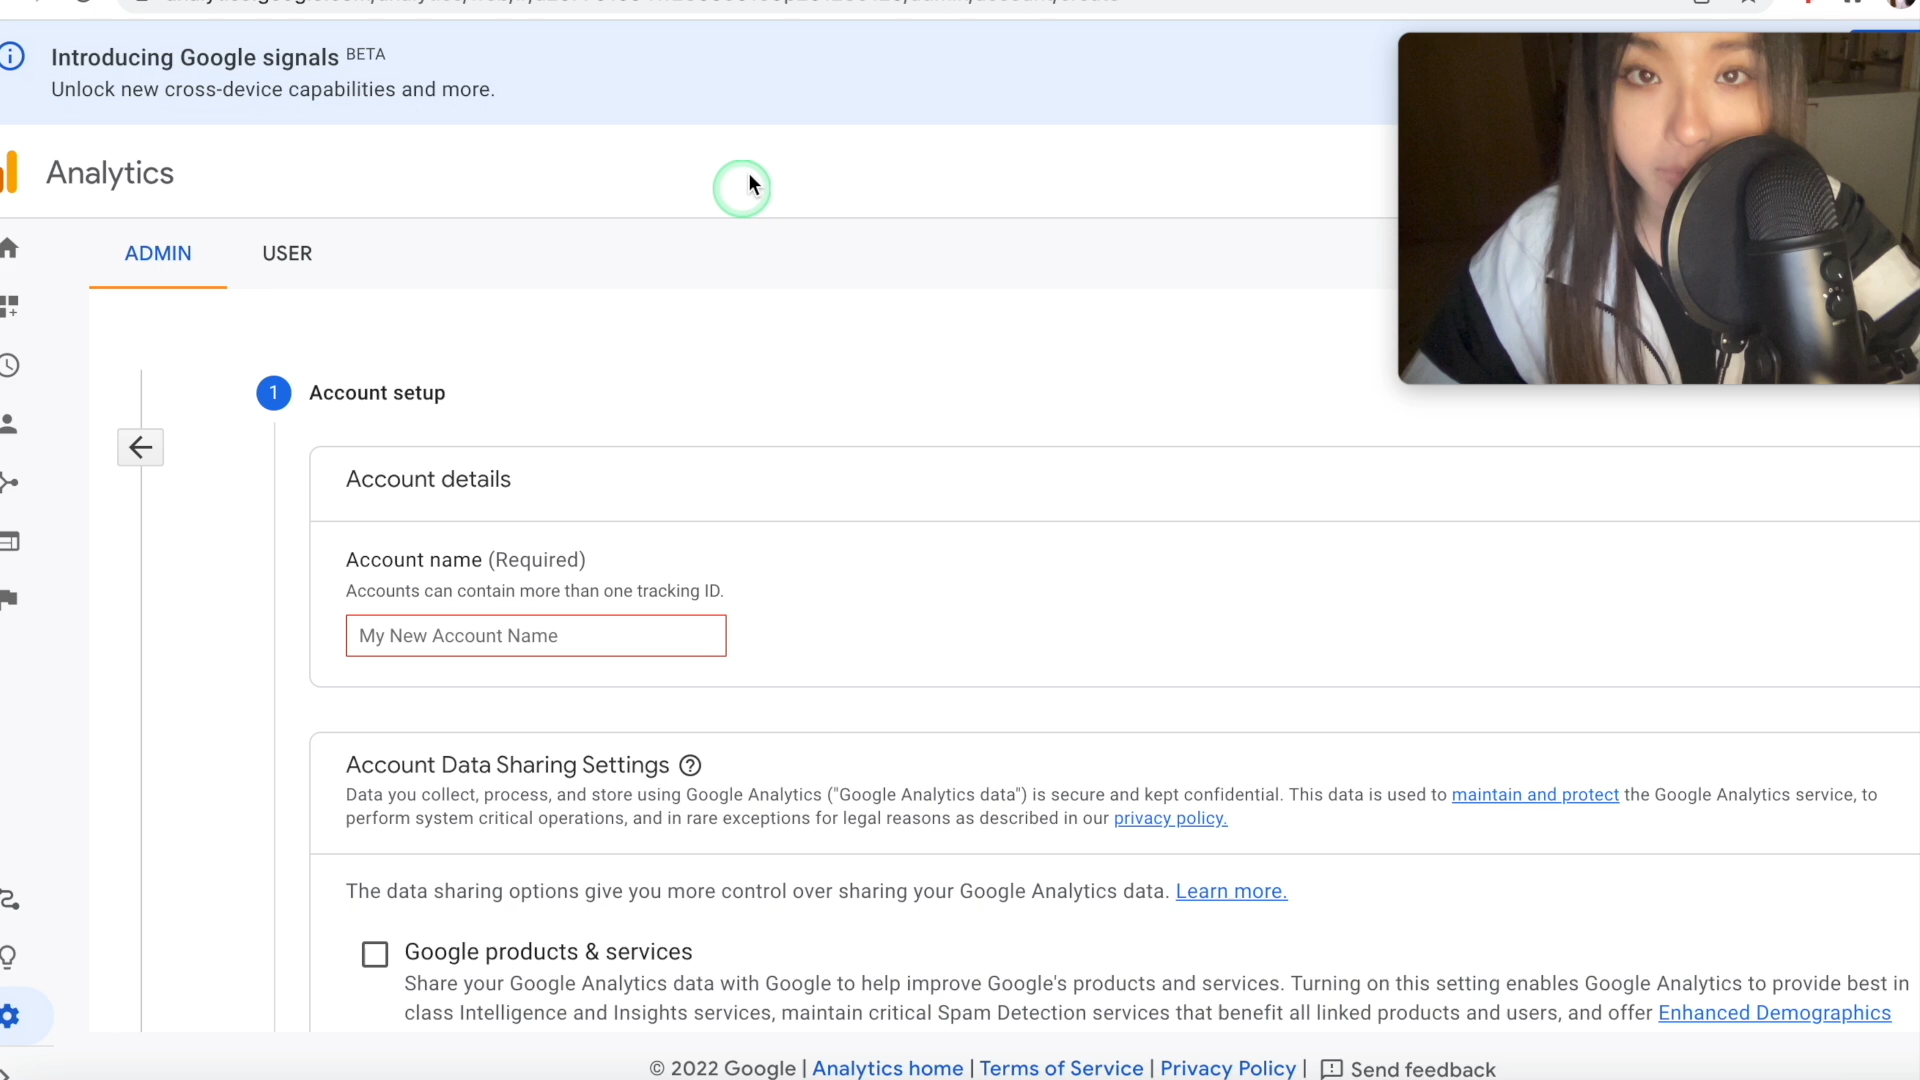 Introducing Google signals BETA
Unlock new cross-device capabilities and more.
Analytics
ADMIN USER
1 Account setup
Account details
Account name (Required)
Accounts can contain more than one tracking ID.
My New Account Name
Account Data Sharing Settings
Data you collect, process, and store using Google Analytics ("Google Analytics data") is secure and kept confidential. This data is used to maintain and protect the Google Analytics service, to
perform system critical operations, and in rare exceptions for legal reasons as described in our privacy policy.
The data sharing options give you more control over sharing your Google Analytics data. Learn more.
Google products & services
Share your Google Analytics data with Google to help improve Google's products and services. Turning on this setting enables Google Analytics to provide best in
class Intelligence and Insights services, maintain critical Spam Detection services that benefit all linked products and users, and offer Enhanced Demographics
© 2022 Google | Analytics home | Terms of Service | Privacy Policy | Send feedback